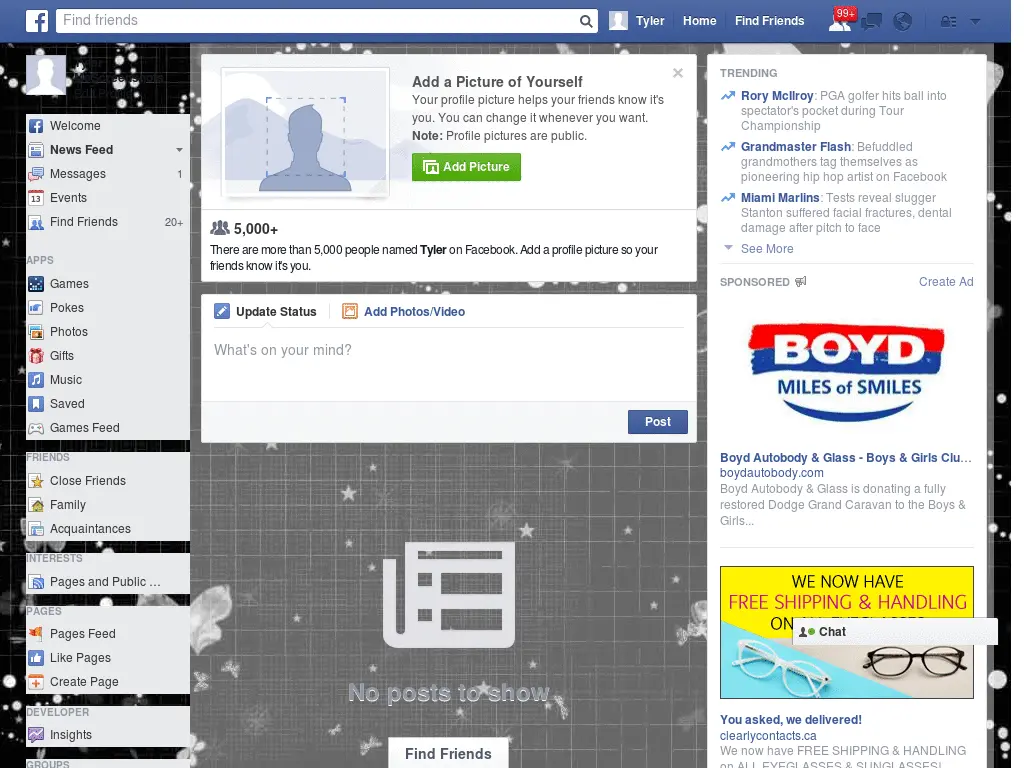 Find friends
Tyler
Home
Find Friends
99+
Welcome
News Feed
Messages
1
Events
13
Find Friends
20+
APPS
Games
Pokes
Photos
Gifts
Music
Saved
Games Feed
FRIENDS
Close Friends
Family
Acquaintances
INTERESTS
Pages and Public ...
PAGES
Pages Feed
Like Pages
Create Page
DEVELOPER
Insights
GROUPS
Add a Picture of Yourself
Your profile picture helps your friends know it's
you. You can change it whenever you want.
Note: Profile pictures are public.
Add Picture
5,000+
There are more than 5,000 people named Tyler on Facebook. Add a profile picture so your
friends know it's you.
Update Status
Add Photos/Video
What's on your mind?
Post
No posts to show
Find Friends
TRENDING
Rory McIlroy: PGA golfer hits ball into
spectator's pocket during Tour
Championship
Grandmaster Flash: Befuddled
grandmothers tag themselves as
pioneering hip hop artist on Facebook
Miami Marlins: Tests reveal slugger
Stanton suffered facial fractures, dental
damage after pitch to face
See More
SPONSORED
Create Ad
BOYD
MILES of SMILES
Boyd Autobody & Glass - Boys & Girls Clu...
boydautobody.com
Boyd Autobody & Glass is donating a fully
restored Dodge Grand Caravan to the Boys &
Girls...
WE NOW HAVE
FREE SHIPPING & HANDLING
ON ALL EYEGLASSES
Chat
You asked, we delivered!
clearlycontacts.ca
We now have FREE SHIPPING & HANDLING
on ALL EYEGLASSES & SUNGLASSES!